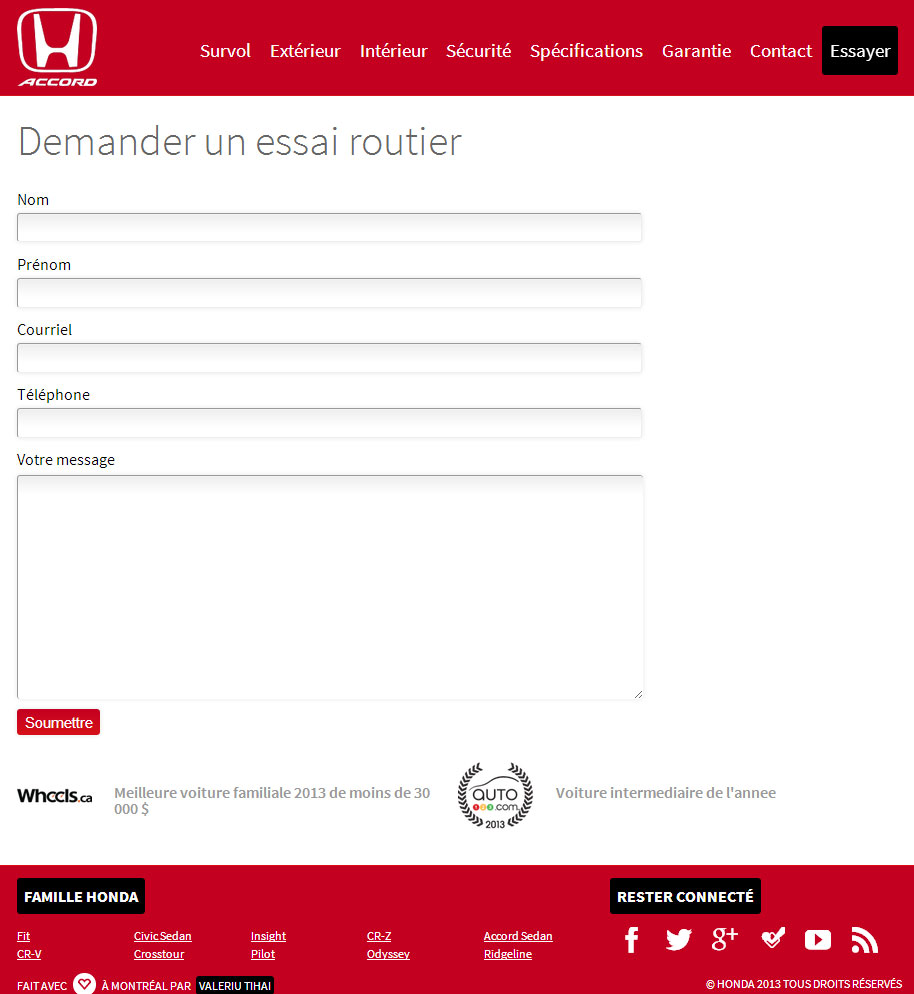 ACCORD
Survol Extérieur Intérieur Sécurité Spécifications Garantie Contact Essayer
Demander un essai routier
Nom
Prénom
Courriel
Téléphone
Votre message
Soumettre
Wheels.ca
Meilleure voiture familiale 2013 de moins de 30
000 $
AUTO
123.com
2013
Voiture intermediaire de l'annee
FAMILLE HONDA
RESTER CONNECTÉ
Fit Civic Sedan Insight CR-Z Accord Sedan
CR-V Crosstour Pilot Odyssey Ridgeline
FAIT AVEC À MONTRÉAL PAR VALERIU TIHAI
© HONDA 2013 TOUS DROITS RÉSERVÉS